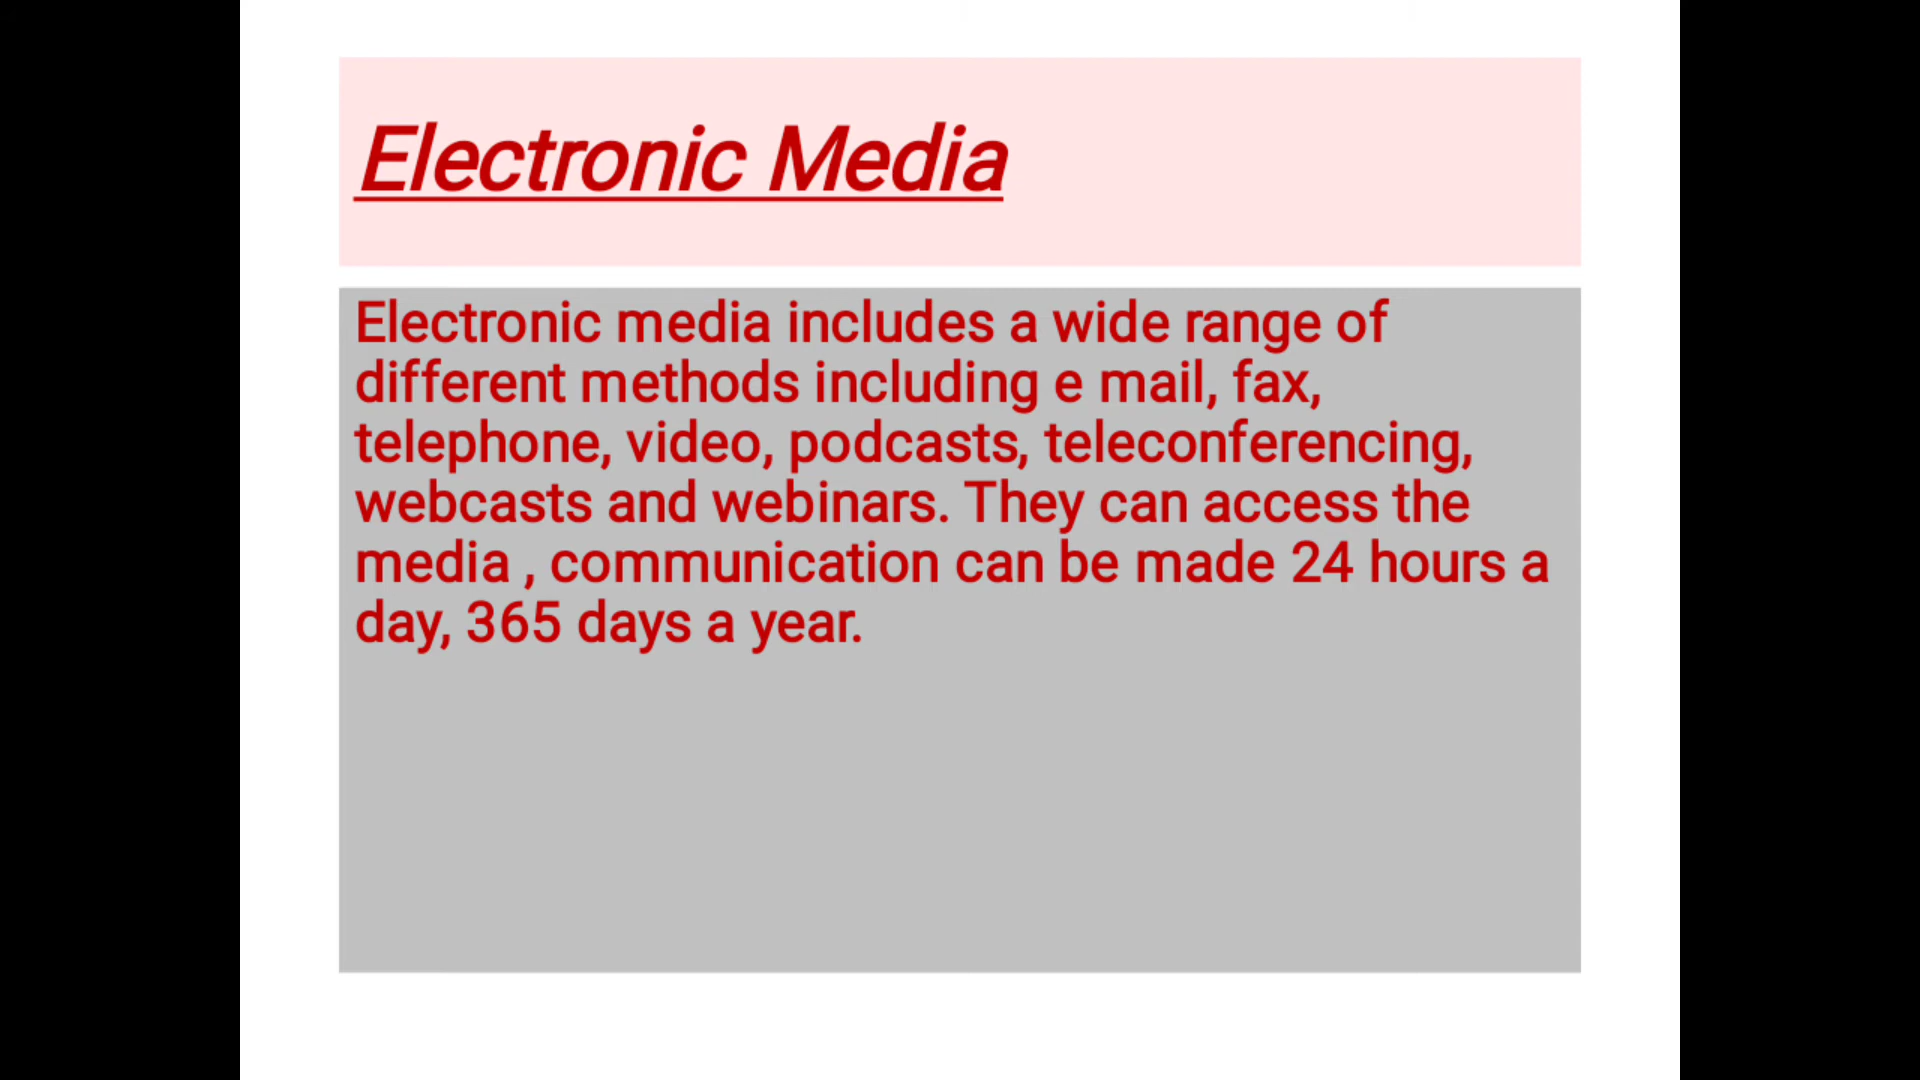 Electronic Media
Electronic media includes a wide range of
different methods including e mail, fax,
telephone, video, podcasts, teleconferencing,
webcasts and webinars. They can access the
media , communication can be made 24 hours a
day, 365 days a year.